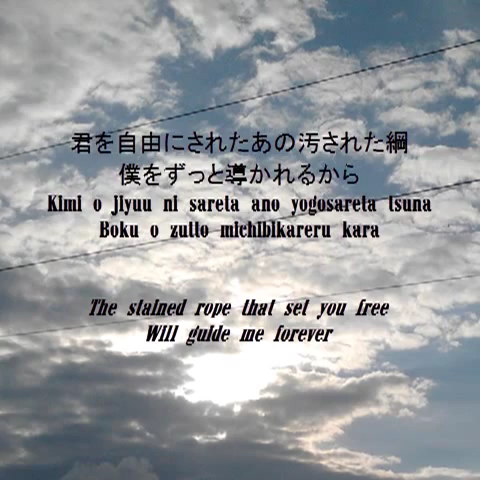 君を自由にされたあの汚された綱
僕をずっと導かれるから
Kimi o jiyuu ni sareta ano yogosareta tsuna
Boku o zutto michibikareru kara
The stained rope that set you free
Will guide me forever